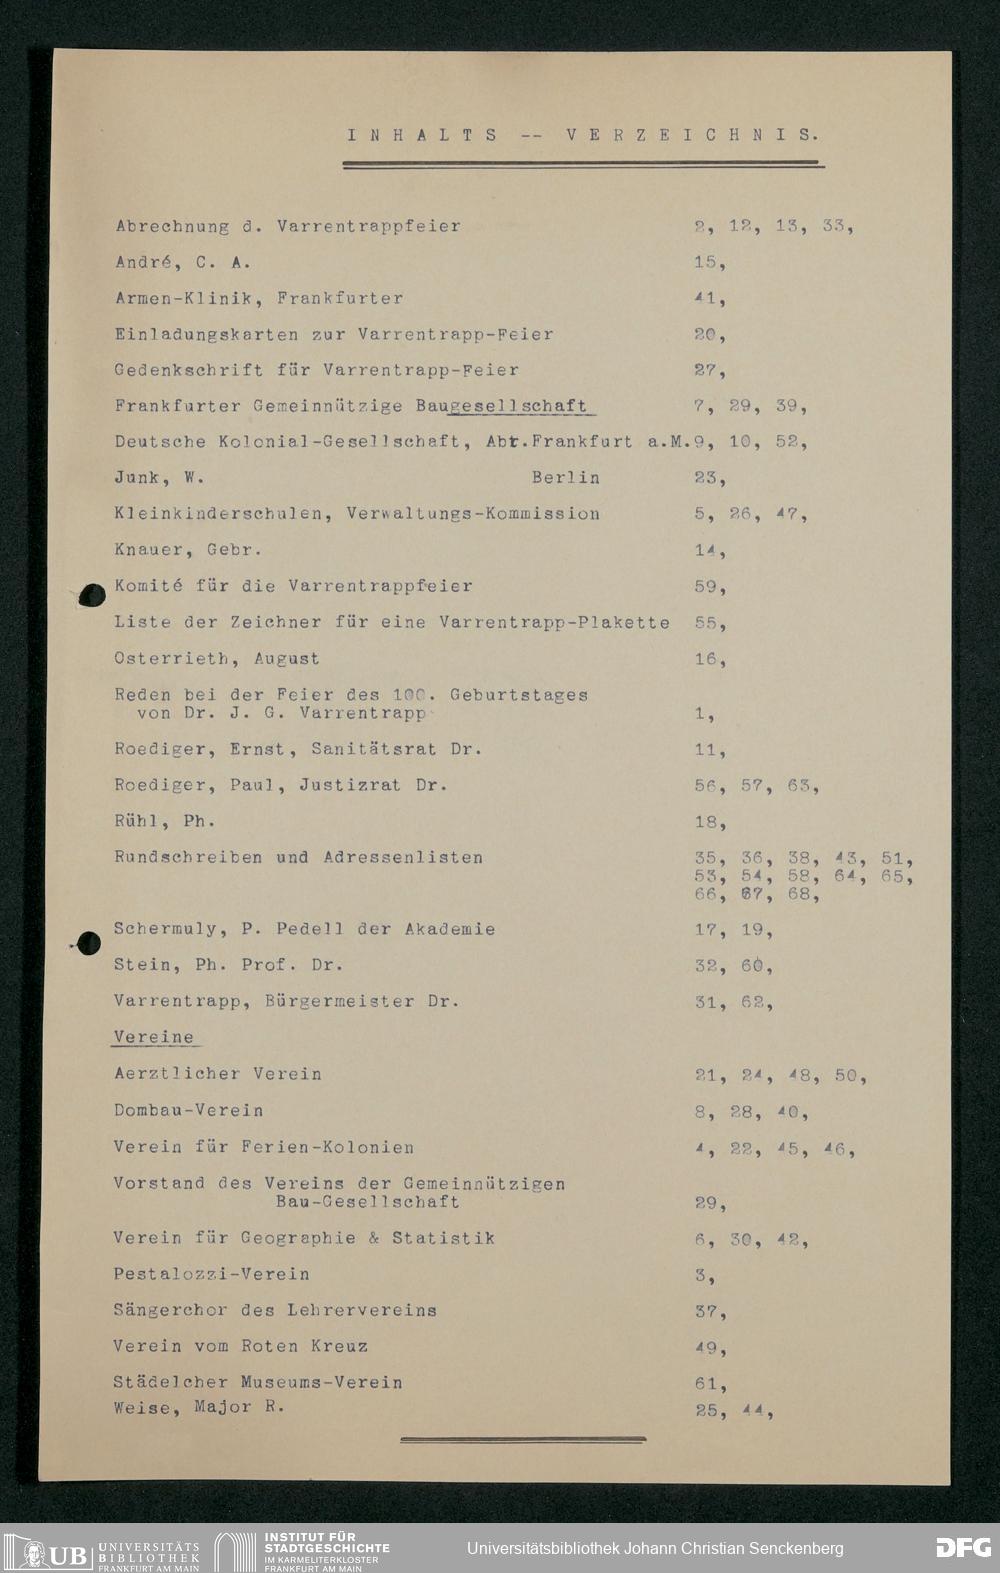 INHALTS -- VERZEICHNIS.
Abrechnung d. Varrentrappfeier 2, 12, 13, 33,
André, C. A. 15,
Armen-Klinik, Frankfurter 41,
Einladungskarten zur Varrentrapp-Feier 20,
Gedenkschrift für Varrentrapp-Feier 27,
Frankfurter Gemeinnützige Baugesellschaft 7, 29, 39,
Deutsche Kolonial-Gesellschaft, Abt.Frankfurt a.M. 9, 10, 52,
Junk, W. Berlin 23,
Kleinkinderschulen, Verwaltungs-Kommission 5, 26, 47,
Knauer, Gebr. 14,
Komité für die Varrentrappfeier 59,
Liste der Zeichner für eine Varrentrapp-Plakette 55,
Osterrieth, August 16,
Reden bei der Feier des 100. Geburtstages
von Dr. J. G. Varrentrapp 1,
Roediger, Ernst, Sanitätsrat Dr. 11,
Roediger, Paul, Justizrat Dr. 56, 57, 63,
Rühl, Ph. 18,
Rundschreiben und Adressenlisten 35, 36, 38, 43, 51,
53, 54, 58, 64, 65,
66, 67, 68,
Schermuly, P. Pedell der Akademie 17, 19,
Stein, Ph. Prof. Dr. 32, 60,
Varrentrapp, Bürgermeister Dr. 31, 62,
Vereine
Aerztlicher Verein 21, 24, 48, 50,
Dombau-Verein 8, 28, 40,
Verein für Ferien-Kolonien 4, 22, 45, 46,
Vorstand des Vereins der Gemeinnützigen
Bau-Gesellschaft 29,
Verein für Geographie & Statistik 6, 30, 42,
Pestalozzi-Verein 3,
Sängerchor des Lehrervereins 37,
Verein vom Roten Kreuz 49,
Städelcher Museums-Verein 61,
Weise, Major R. 25, 44,
UB UNIVERSITÄTS
BIBLIOTHEK
FRANKFURT AM MAIN
INSTITUT FÜR
STADTGESCHICHTE
IM KARMELITERKLOSTER
FRANKFURT AM MAIN
Universitätsbibliothek Johann Christian Senckenberg
DFG